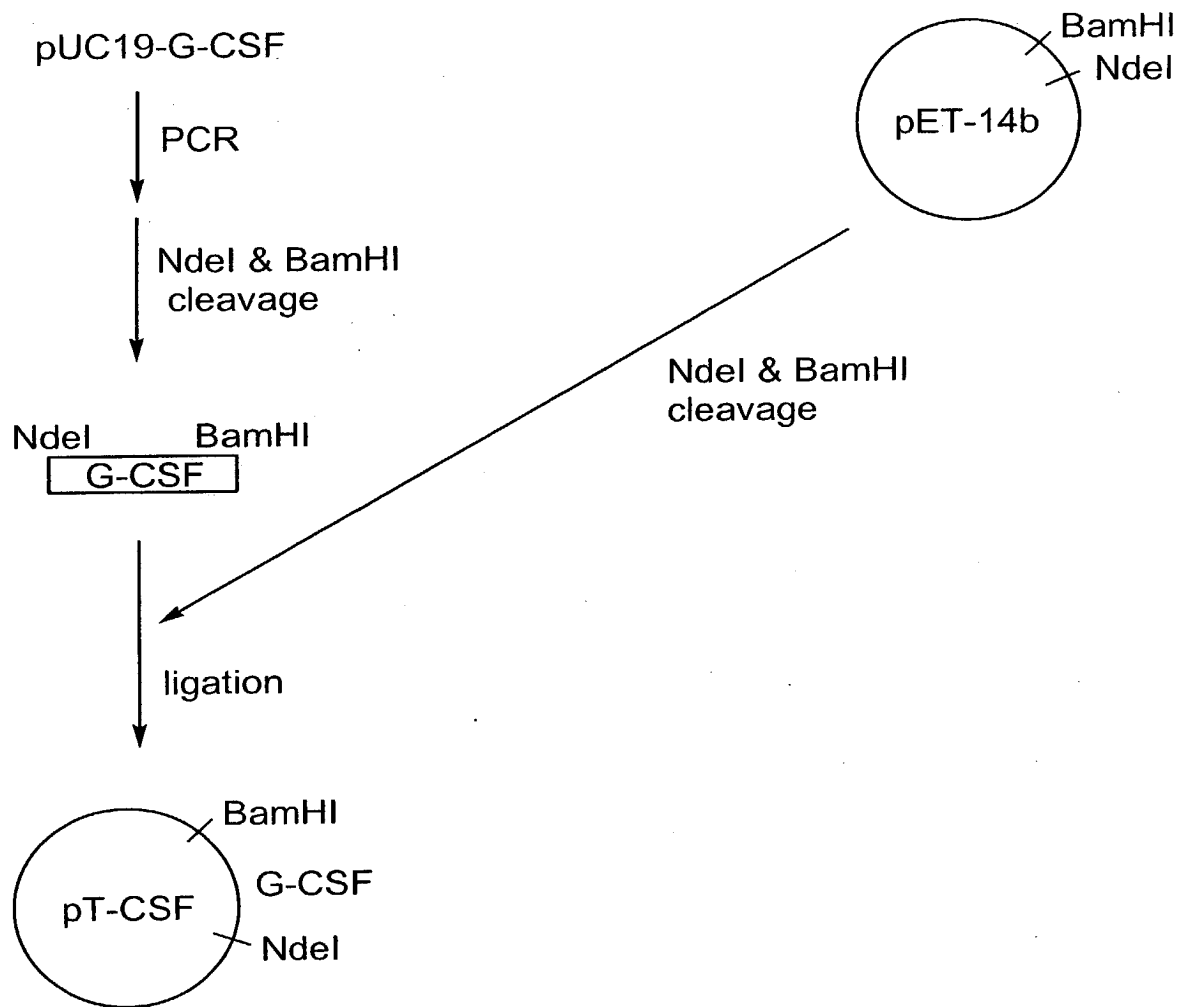 pUC19-G-CSF
PCR
NdeI & BamHI
cleavage
NdeI BamHI
G-CSF
BamHI
NdeI
pET-14b
NdeI & BamHI
cleavage
ligation
BamHI
G-CSF
pT-CSF
NdeI